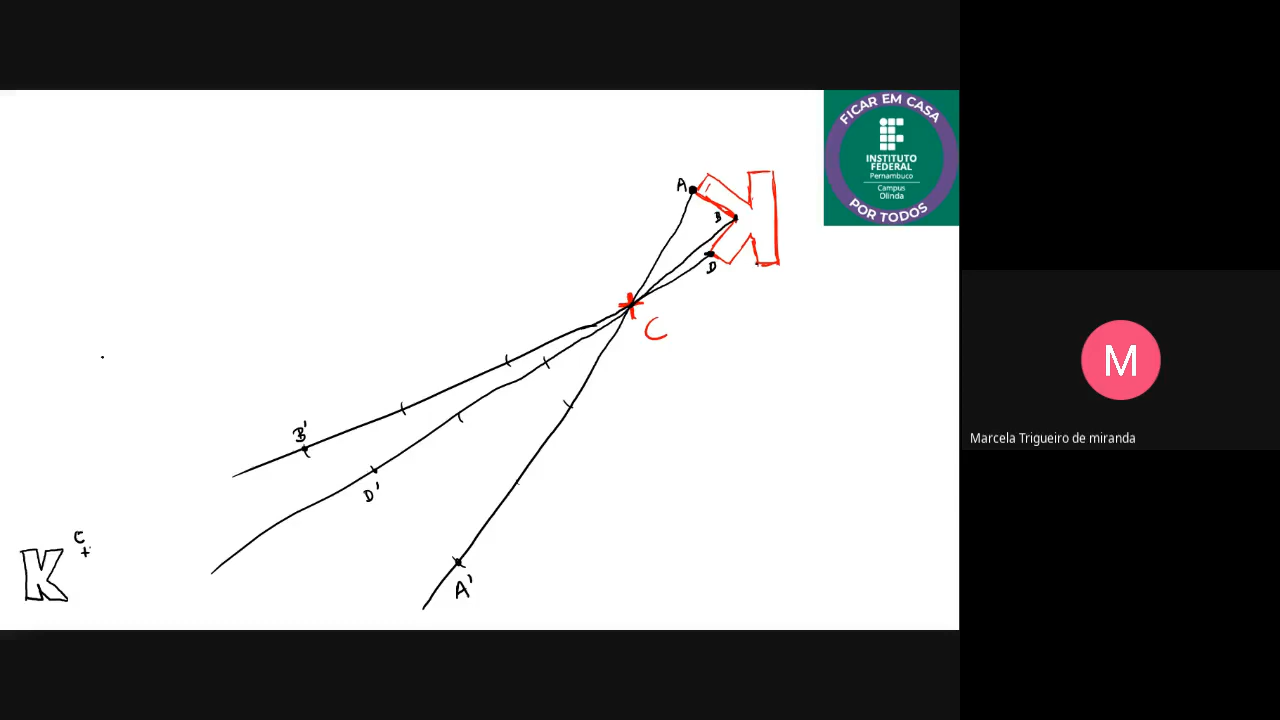 FICAR EM CASA
INSTITUTO
FEDERAL
Pernambuco
Campus
Olinda
POR TODOS
A
B
D
C
B'
D'
A'
C
K
M
Marcela Trigueiro de miranda